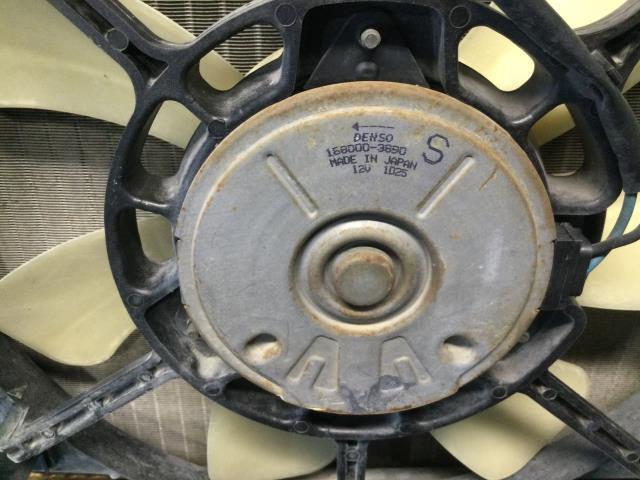 DENSO
168000-3890 S
MADE IN JAPAN
12V 1025